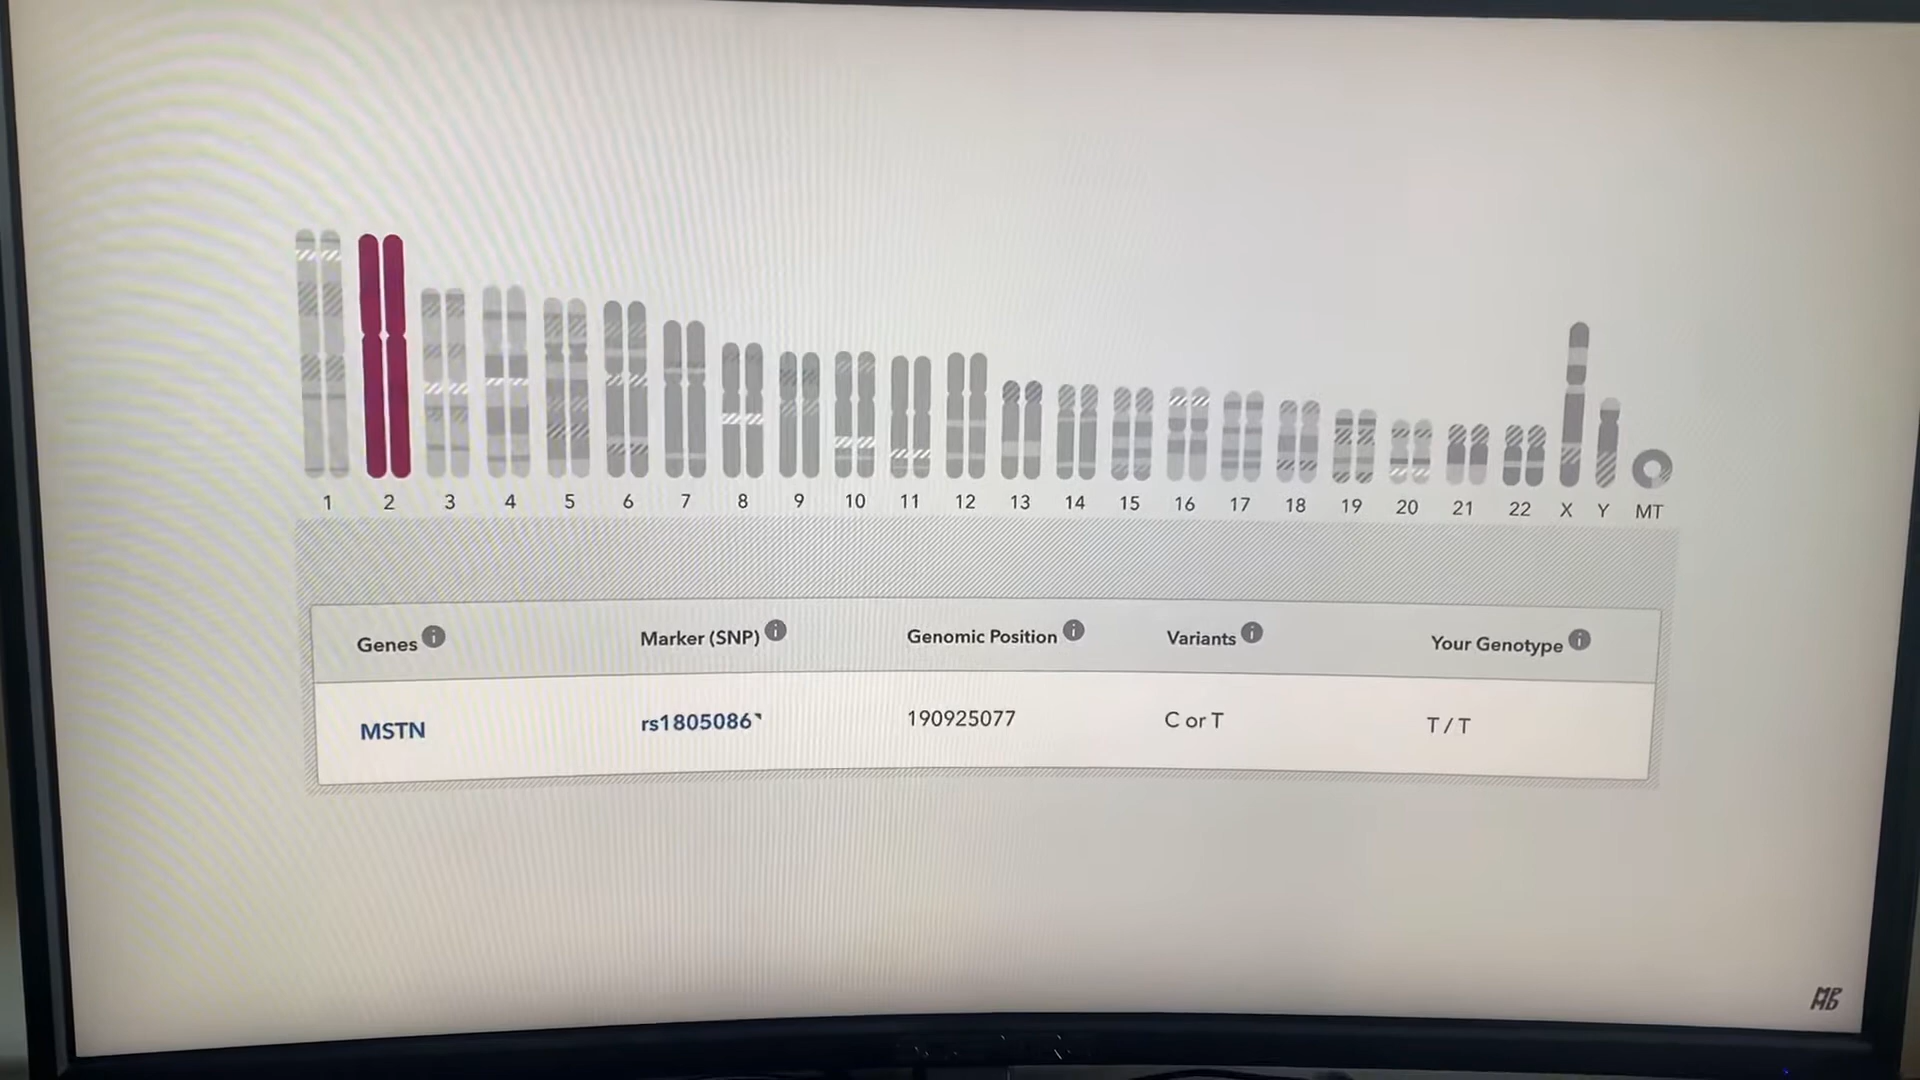 1 2 3 4 5 6 7 8 9 10 11 12 13 14 15 16 17 18 19 20 21 22 X Y MT
Genes i Marker (SNP) i Genomic Position i Variants i Your Genotype i
MSTN rs1805086 190925077 C or T T / T